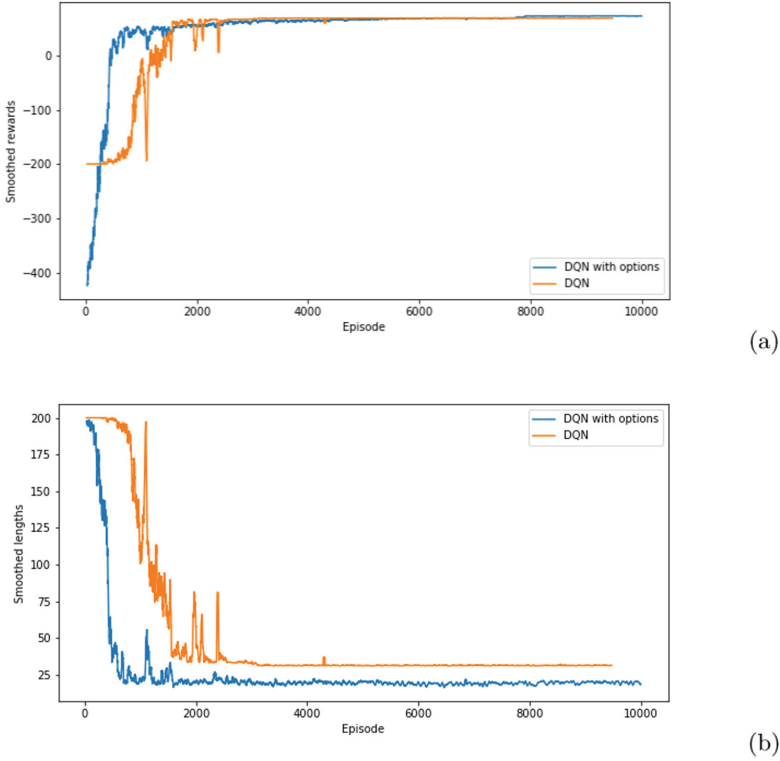 0
−100
−200
−300
−400
Smoothed rewards
DQN with options
DQN
0 2000 4000 6000 8000 10000
Episode
(a)
200
175
150
125
100
75
50
25
Smoothed lengths
DQN with options
DQN
0 2000 4000 6000 8000 10000
Episode
(b)